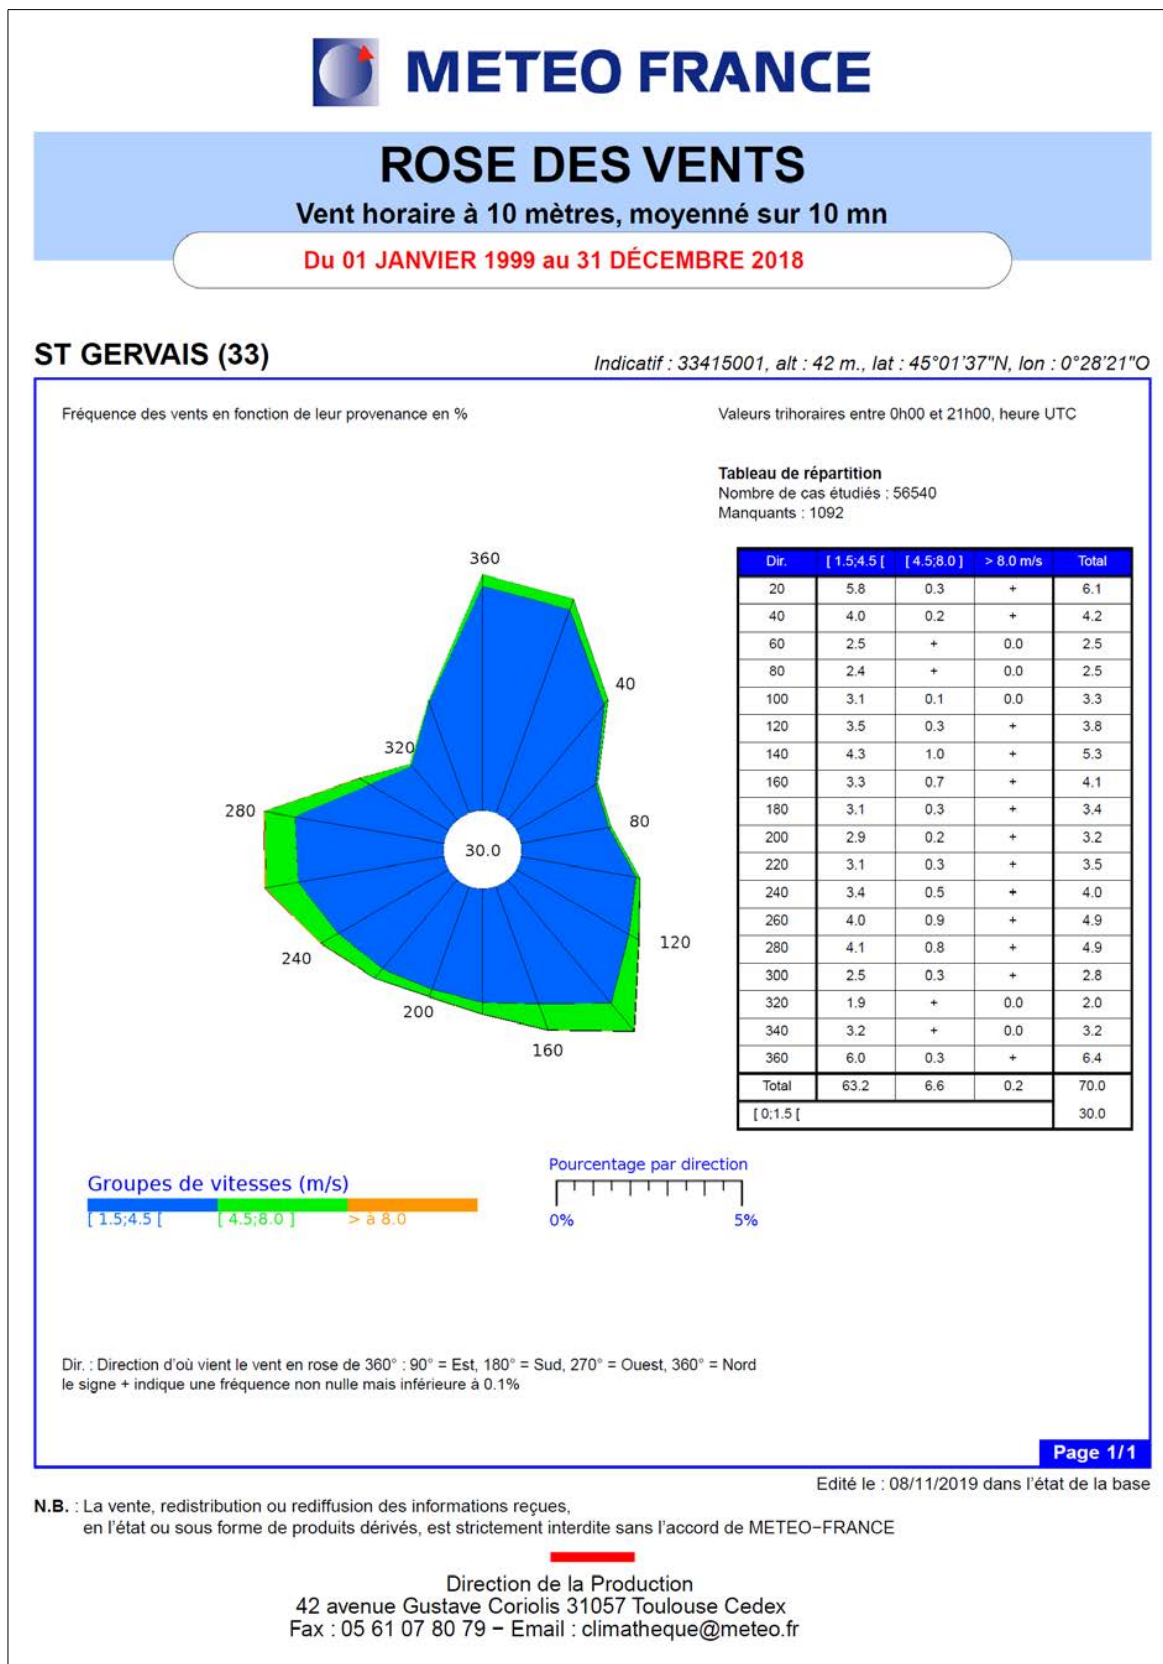 METEO FRANCE
ROSE DES VENTS
Vent horaire à 10 mètres, moyenné sur 10 mn
Du 01 JANVIER 1999 au 31 DÉCEMBRE 2018
ST GERVAIS (33)
Indicatif : 33415001, alt : 42 m., lat : 45°01'37"N, lon : 0°28'21"O
Fréquence des vents en fonction de leur provenance en %
Valeurs trihoraires entre 0h00 et 21h00, heure UTC
Tableau de répartition
Nombre de cas étudiés : 56540
Manquants : 1092
360
40
320
280
80
30.0
120
240
200
160
Dir. [ 1.5;4.5 [ [ 4.5;8.0 ] > 8.0 m/s Total
20 5.8 0.3 + 6.1
40 4.0 0.2 + 4.2
60 2.5 + 0.0 2.5
80 2.4 + 0.0 2.5
100 3.1 0.1 0.0 3.3
120 3.5 0.3 + 3.8
140 4.3 1.0 + 5.3
160 3.3 0.7 + 4.1
180 3.1 0.3 + 3.4
200 2.9 0.2 + 3.2
220 3.1 0.3 + 3.5
240 3.4 0.5 + 4.0
260 4.0 0.9 + 4.9
280 4.1 0.8 + 4.9
300 2.5 0.3 + 2.8
320 1.9 + 0.0 2.0
340 3.2 + 0.0 3.2
360 6.0 0.3 + 6.4
Total 63.2 6.6 0.2 70.0
[ 0;1.5 [ 30.0
Groupes de vitesses (m/s)
[ 1.5;4.5 [ [ 4.5;8.0 ] > à 8.0
Pourcentage par direction
0% 5%
Dir. : Direction d'où vient le vent en rose de 360° : 90° = Est, 180° = Sud, 270° = Ouest, 360° = Nord
le signe + indique une fréquence non nulle mais inférieure à 0.1%
Page 1/1
Edité le : 08/11/2019 dans l'état de la base
N.B. : La vente, redistribution ou rediffusion des informations reçues,
en l'état ou sous forme de produits dérivés, est strictement interdite sans l'accord de METEO−FRANCE
Direction de la Production
42 avenue Gustave Coriolis 31057 Toulouse Cedex
Fax : 05 61 07 80 79 − Email : climatheque@meteo.fr